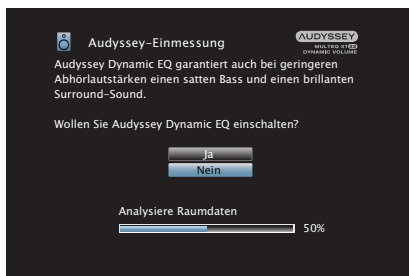 Audyssey-Einmessung
AUDYSSEY
MULTEQ XT32
DYNAMIC VOLUME
Audyssey Dynamic EQ garantiert auch bei geringeren
Abhörlautstärken einen satten Bass und einen brillanten
Surround-Sound.
Wollen Sie Audyssey Dynamic EQ einschalten?
Ja
Nein
Analysiere Raumdaten
50%